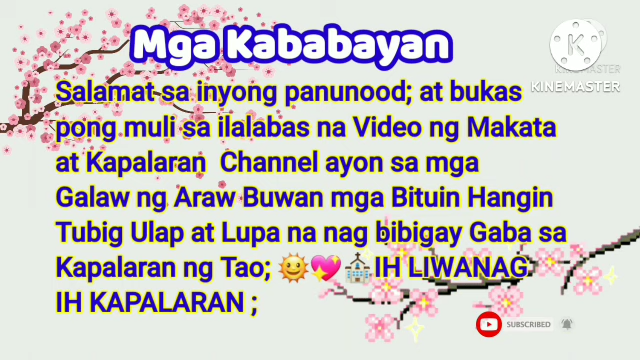 Mga Kababayan
KINEMASTER
KINEMASTER
Salamat sa inyong panunood; at bukas
pong muli sa ilalabas na Video ng Makata
at Kapalaran Channel ayon sa mga
Galaw ng Araw Buwan mga Bituin Hangin
Tubig Ulap at Lupa na nag bibigay Gaba sa
Kapalaran ng Tao; 🌞💖⛪IH LIWANAG
IH KAPALARAN ;
SUBSCRIBED